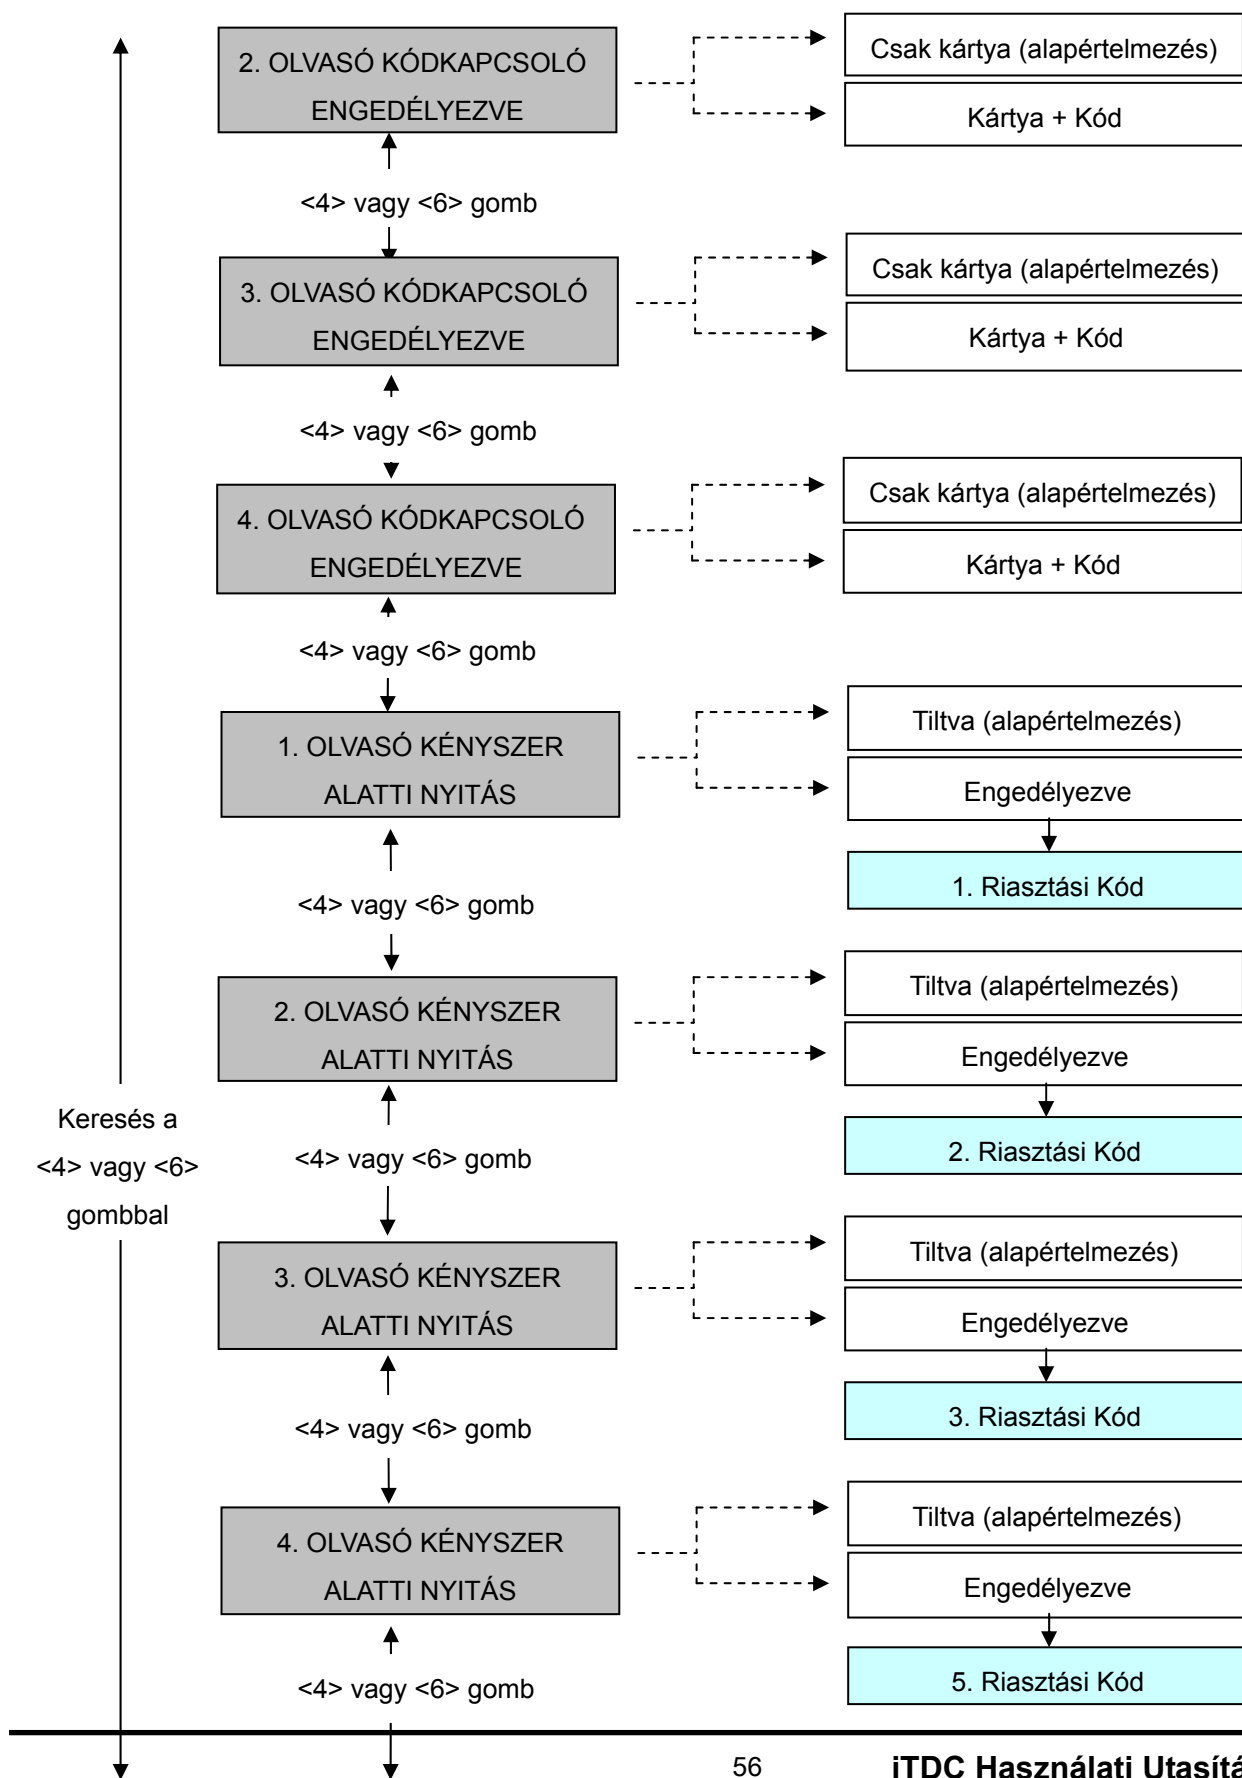 2. OLVASÓ KÓDKAPCSOLÓ
ENGEDÉLYEZVE
Csak kártya (alapértelmezés)
Kártya + Kód
<4> vagy <6> gomb
3. OLVASÓ KÓDKAPCSOLÓ
ENGEDÉLYEZVE
Csak kártya (alapértelmezés)
Kártya + Kód
<4> vagy <6> gomb
4. OLVASÓ KÓDKAPCSOLÓ
ENGEDÉLYEZVE
Csak kártya (alapértelmezés)
Kártya + Kód
<4> vagy <6> gomb
1. OLVASÓ KÉNYSZER
ALATTI NYITÁS
Tiltva (alapértelmezés)
Engedélyezve
1. Riasztási Kód
<4> vagy <6> gomb
2. OLVASÓ KÉNYSZER
ALATTI NYITÁS
Tiltva (alapértelmezés)
Engedélyezve
2. Riasztási Kód
Keresés a
<4> vagy <6>
gombbal
<4> vagy <6> gomb
3. OLVASÓ KÉNYSZER
ALATTI NYITÁS
Tiltva (alapértelmezés)
Engedélyezve
3. Riasztási Kód
<4> vagy <6> gomb
4. OLVASÓ KÉNYSZER
ALATTI NYITÁS
Tiltva (alapértelmezés)
Engedélyezve
5. Riasztási Kód
<4> vagy <6> gomb
56
iTDC Használati Utasítá